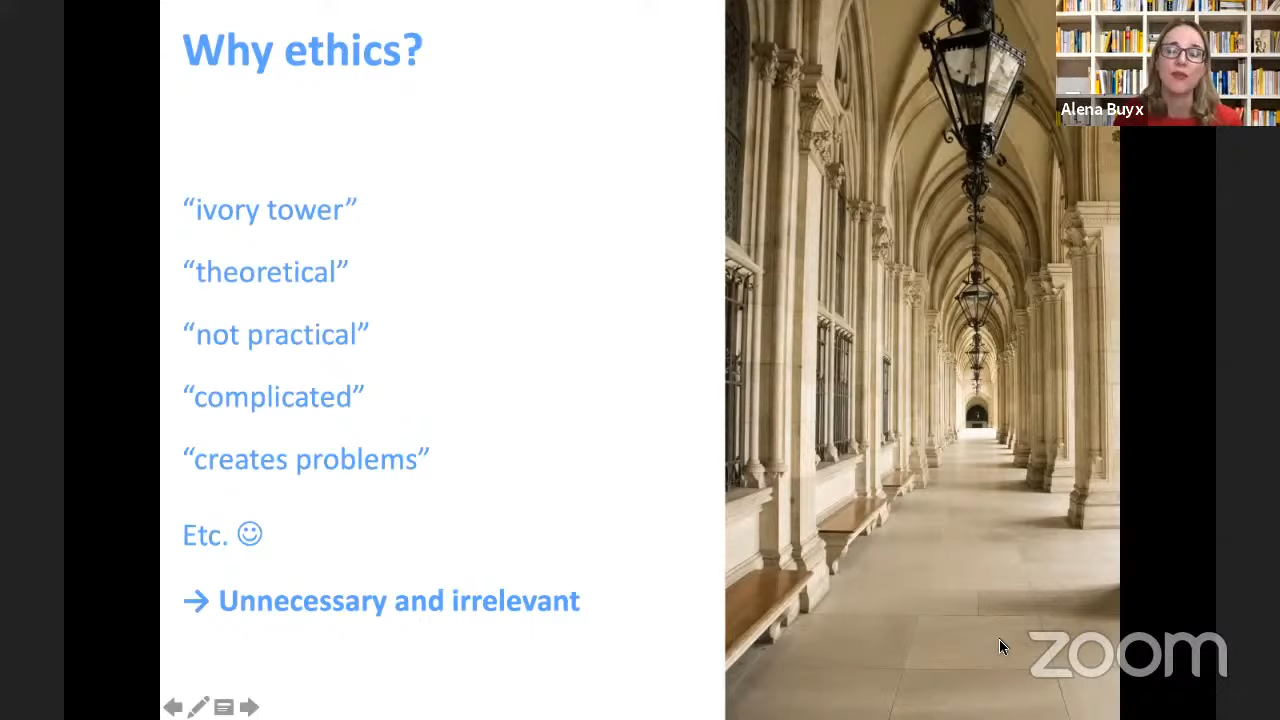 Why ethics?
Alena Buyx
“ivory tower”
“theoretical”
“not practical”
“complicated”
“creates problems”
Etc. ☺
→ Unnecessary and irrelevant
zoom